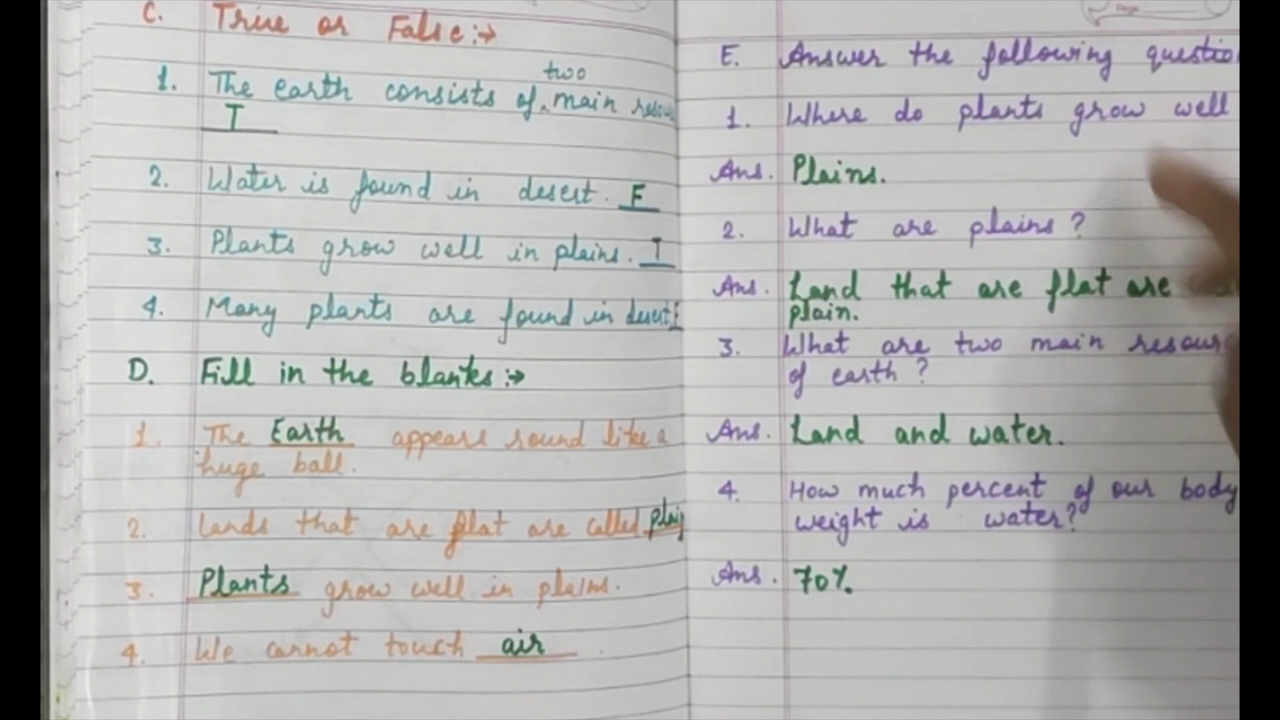 C. True or False:→
two
1. The earth consists of ‸ main
T
2. Water is found in desert. F
3. Plants grow well in plains. T
4. Many plants are found in desert
D. Fill in the blanks:→
1. The Earth appears round like a
huge ball.
2. Lands that are flat are called
3. Plants grow well in plains.
4. We cannot touch air
E. Answer the following
1. Where do plants grow well
Ans. Plains.
2. What are plains?
Ans. Land that are flat are
plain.
3. What are two main
of earth?
Ans. Land and water.
4. How much percent of our body
weight is water?
Ans. 70%.